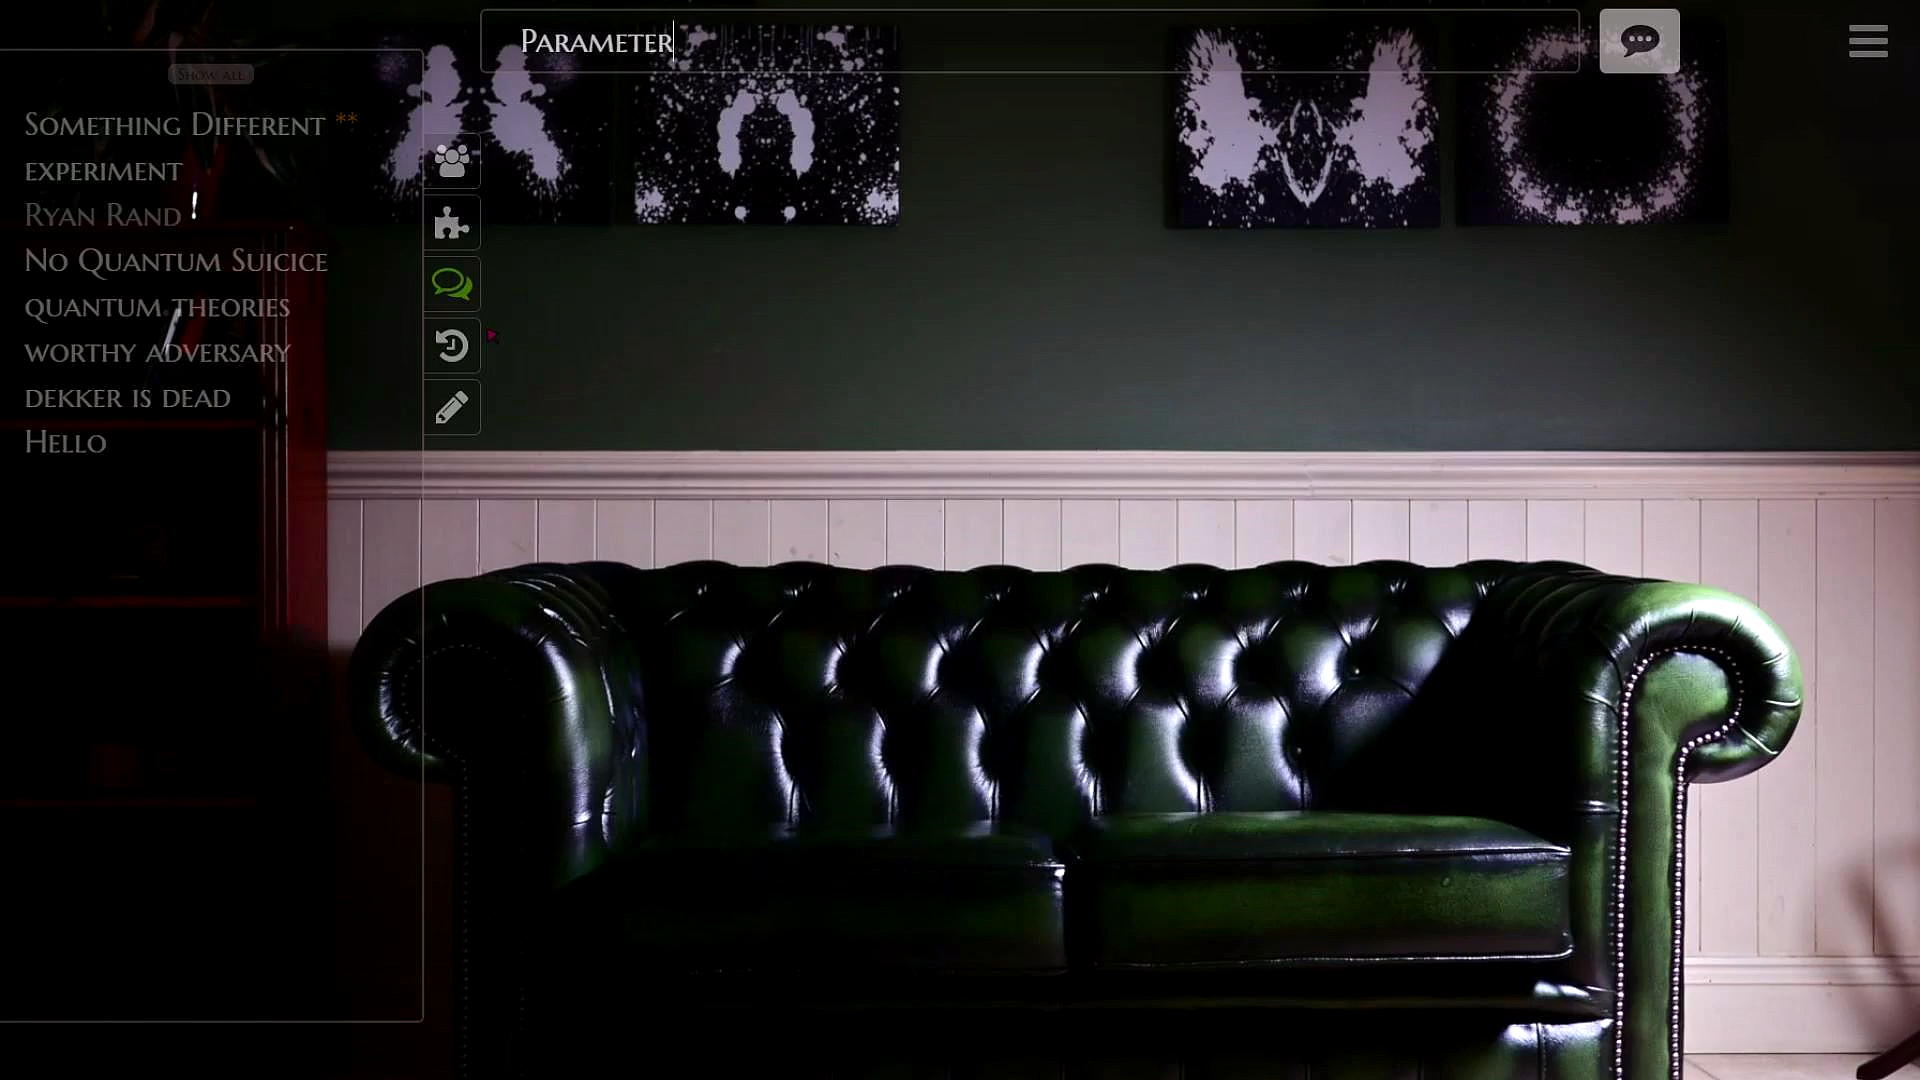 Parameter
Show all
Something Different **
experiment
Ryan Rand
No Quantum Suicice
quantum theories
worthy adversary
dekker is dead
Hello